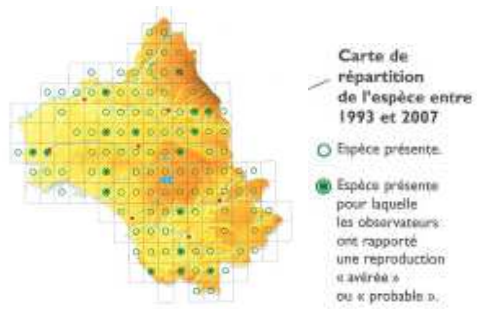 Carte de
répartition
de l'espèce entre
1993 et 2007
Espèce présente.
Espèce présente
pour laquelle
les observateurs
ont rapporté
une reproduction
« avérée »
ou « probable ».